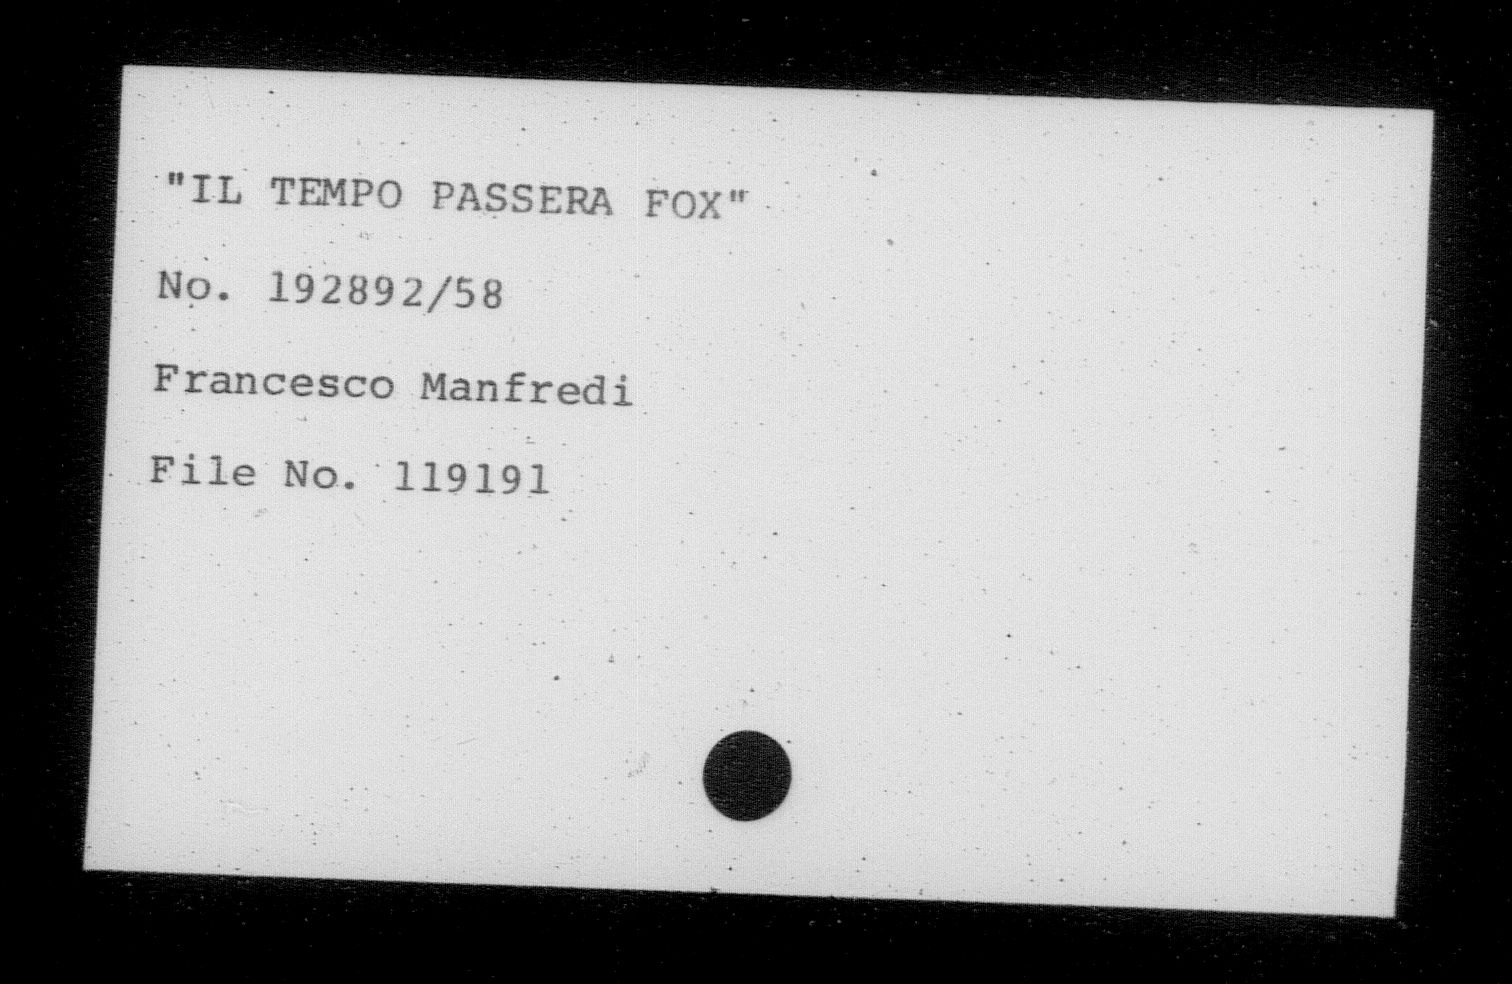 "IL TEMPO PASSERA FOX"
No. 192892/58
Francesco Manfredi
File No. 119191